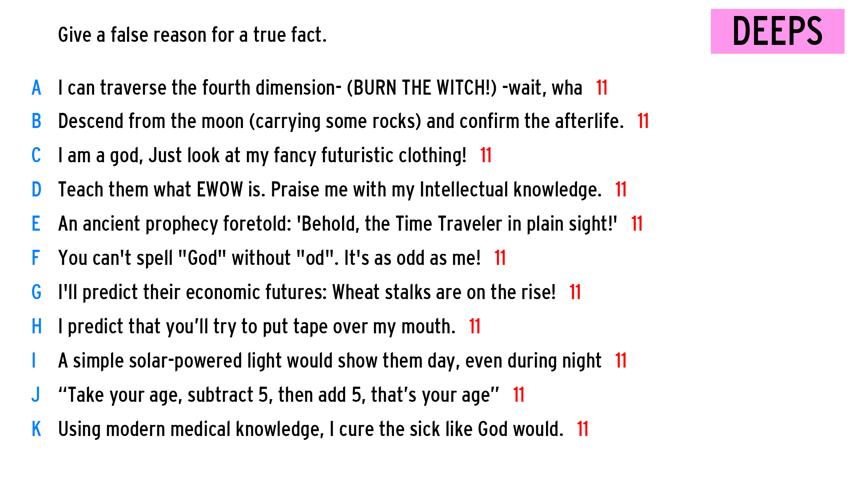 Give a false reason for a true fact.
DEEPS
A I can traverse the fourth dimension- (BURN THE WITCH!) -wait, wha 11
B Descend from the moon (carrying some rocks) and confirm the afterlife. 11
C I am a god, Just look at my fancy futuristic clothing! 11
D Teach them what EWOW is. Praise me with my Intellectual knowledge. 11
E An ancient prophecy foretold: 'Behold, the Time Traveler in plain sight!' 11
F You can't spell "God" without "od". It's as odd as me! 11
G I'll predict their economic futures: Wheat stalks are on the rise! 11
H I predict that you’ll try to put tape over my mouth. 11
I A simple solar-powered light would show them day, even during night 11
J “Take your age, subtract 5, then add 5, that’s your age” 11
K Using modern medical knowledge, I cure the sick like God would. 11